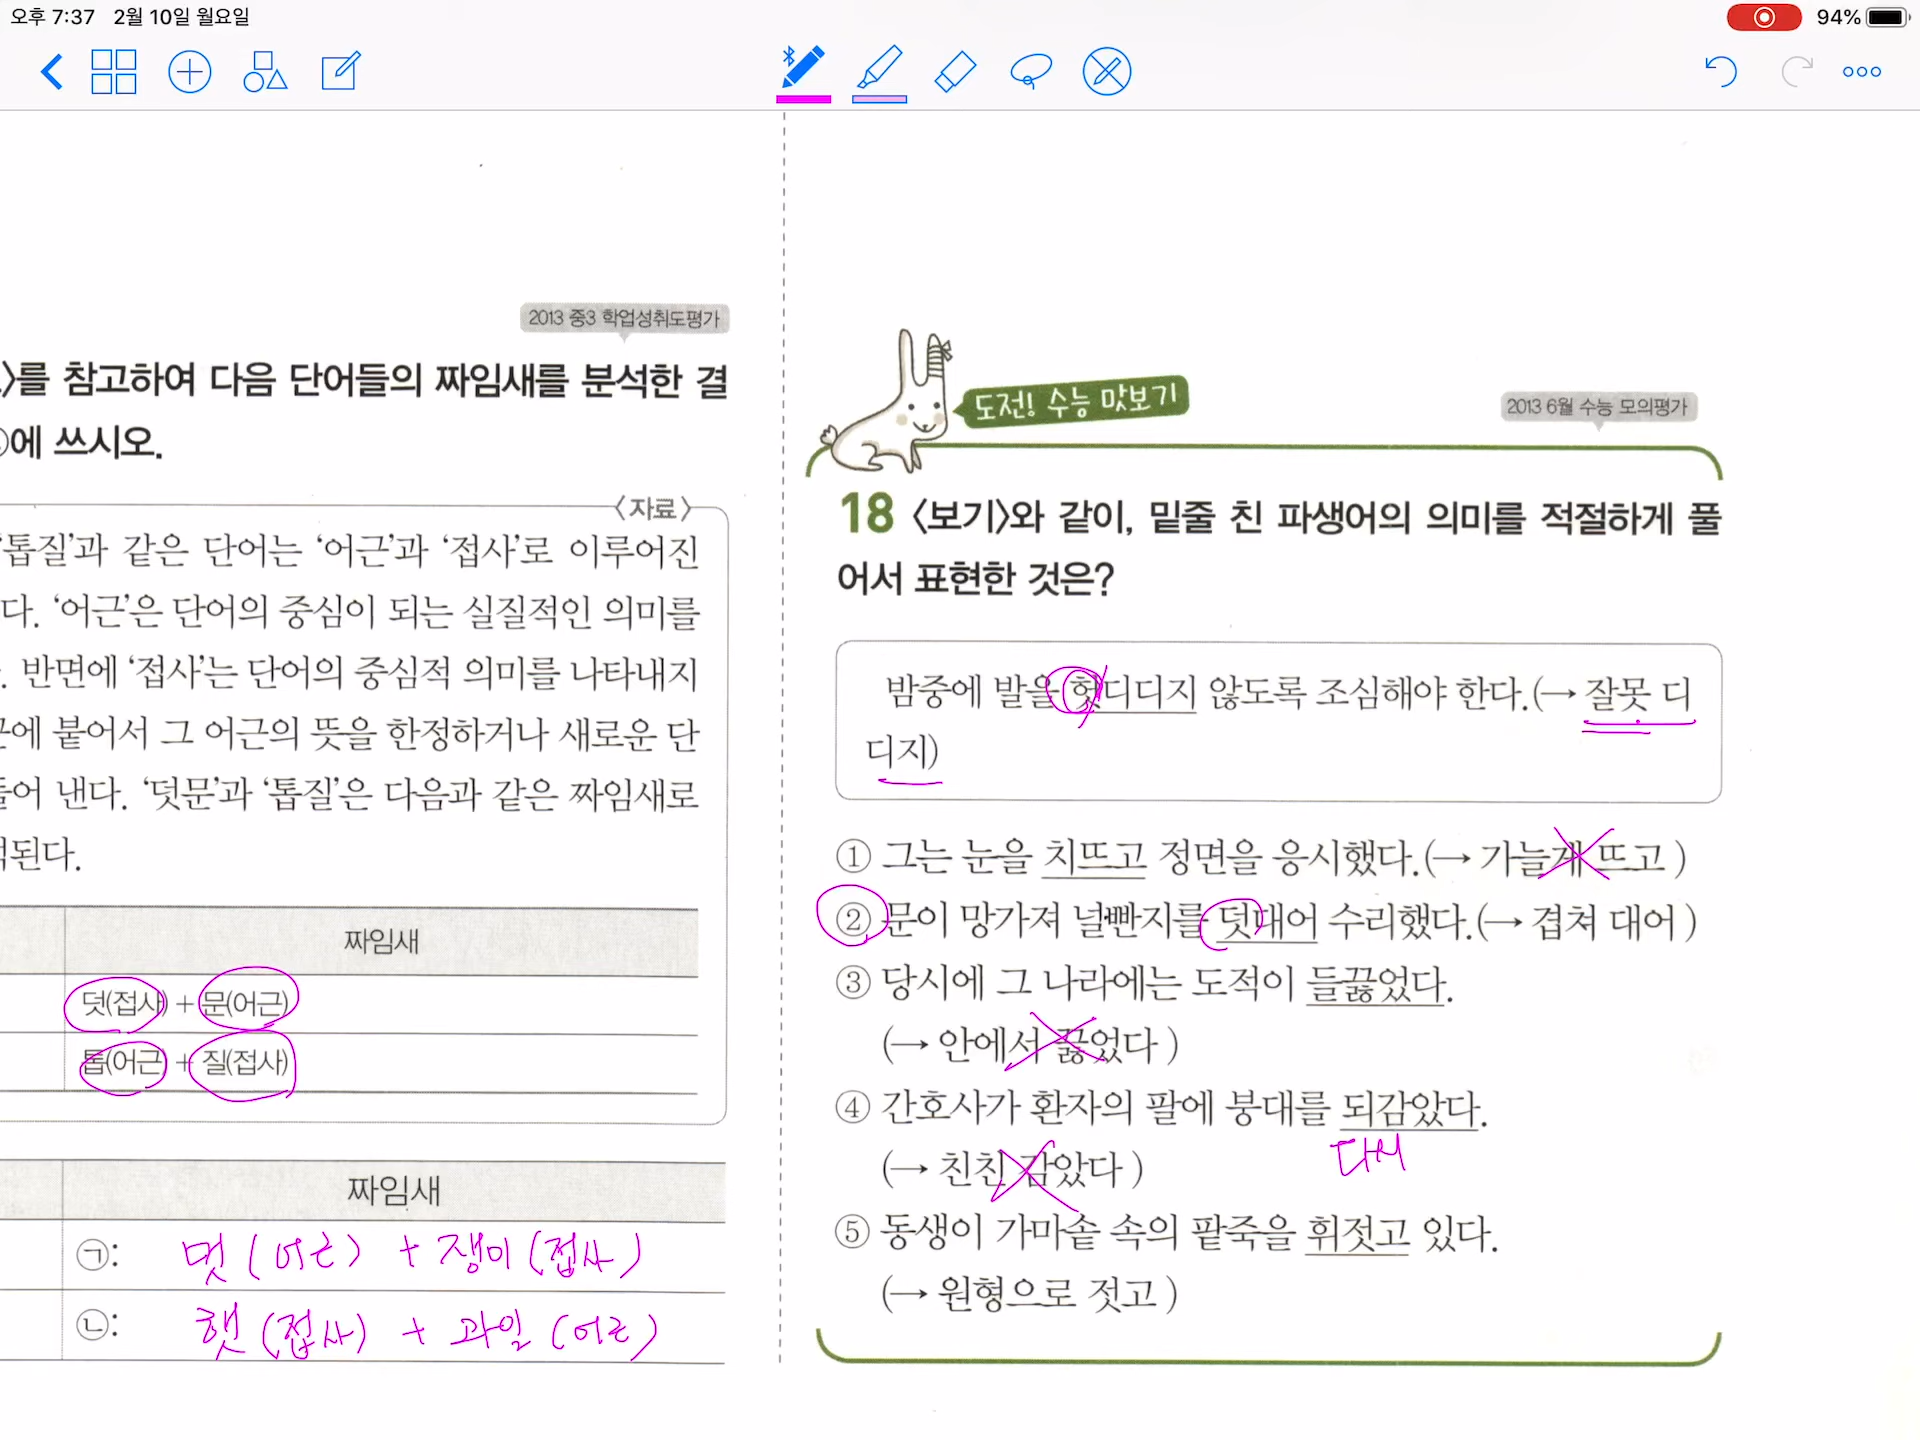 오후 7:37 2월 10일 월요일
94%
2013 중3 학업성취도평가
〉를 참고하여 다음 단어들의 짜임새를 분석한 결
에 쓰시오.
〈자료〉
'톱질'과 같은 단어는 '어근'과 '접사'로 이루어진
다. '어근'은 단어의 중심이 되는 실질적인 의미를
. 반면에 '접사'는 단어의 중심적 의미를 나타내지
근에 붙어서 그 어근의 뜻을 한정하거나 새로운 단
들어 낸다. '덧문'과 '톱질'은 다음과 같은 짜임새로
석된다.
짜임새
덧(접사) + 문(어근)
톱(어근) + 질(접사)
짜임새
㉠: 멋 (어근) + 쟁이 (접사)
㉡: 햇 (접사) + 과일 (어근)
도전! 수능 맛보기
2013 6월 수능 모의평가
18 〈보기〉와 같이, 밑줄 친 파생어의 의미를 적절하게 풀
어서 표현한 것은?
밤중에 발을 헛디디지 않도록 조심해야 한다.(→ 잘못 디
디지)
① 그는 눈을 치뜨고 정면을 응시했다.(→ 가늘게 뜨고 )
② 문이 망가져 널빤지를 덧대어 수리했다.(→ 겹쳐 대어 )
③ 당시에 그 나라에는 도적이 들끓었다.
(→ 안에서 끓었다 )
④ 간호사가 환자의 팔에 붕대를 되감았다.
(→ 친친 감았다 ) 다시
⑤ 동생이 가마솥 속의 팥죽을 휘젓고 있다.
(→ 원형으로 젓고 )